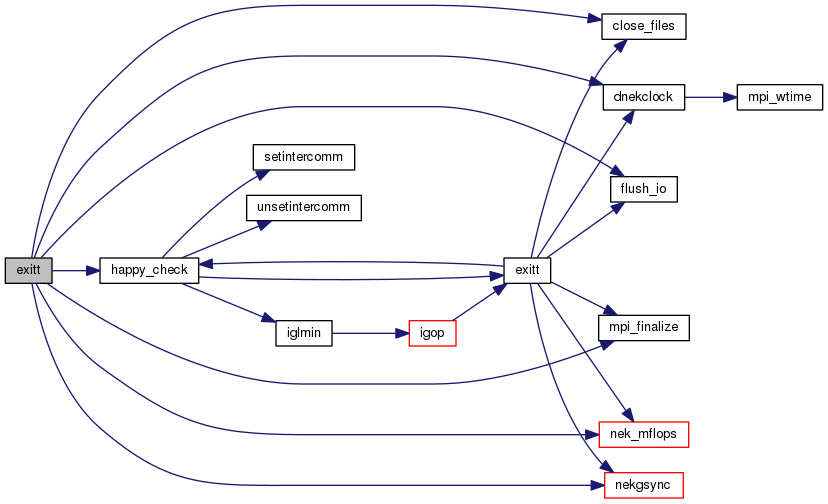 close_files
dnekclock
mpi_wtime
setintercomm
flush_io
unsetintercomm
exitt
happy_check
exitt
iglmin
igop
mpi_finalize
nek_mflops
nekgsync